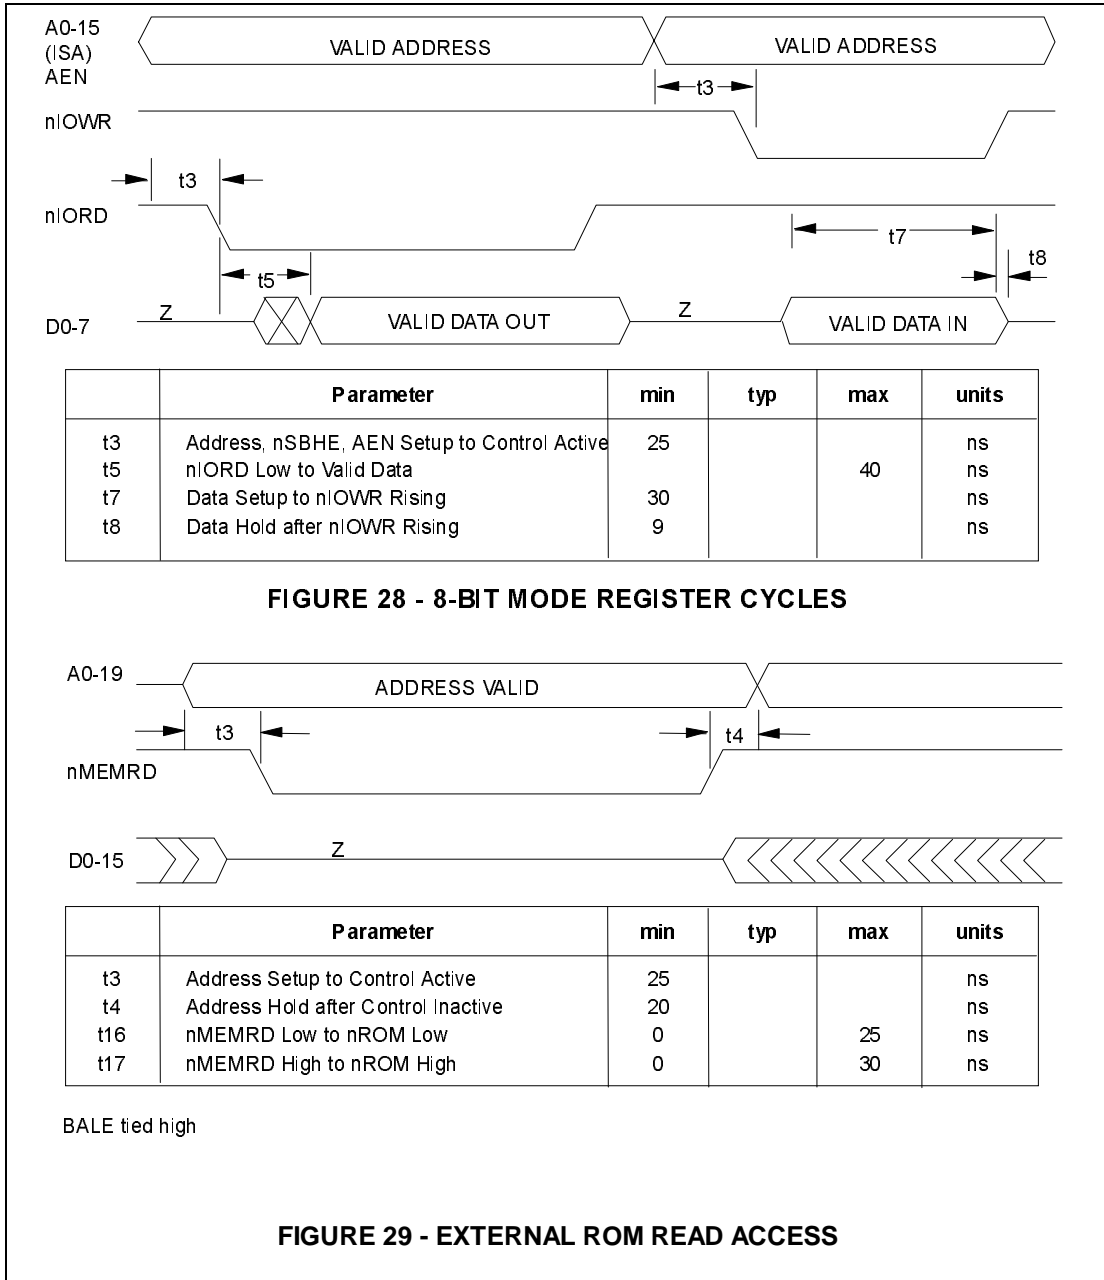 A0-15
(ISA)
AEN
VALID ADDRESS VALID ADDRESS
t3
nIOWR
t3
nIORD
t7
t8
t5
Z Z
D0-7 VALID DATA OUT VALID DATA IN
Parameter min typ max units
t3 Address, nSBHE, AEN Setup to Control Active 25 ns
t5 nIORD Low to Valid Data 40 ns
t7 Data Setup to nIOWR Rising 30 ns
t8 Data Hold after nIOWR Rising 9 ns
FIGURE 28 - 8-BIT MODE REGISTER CYCLES
A0-19 ADDRESS VALID
t3 t4
nMEMRD
Z
D0-15
Parameter min typ max units
t3 Address Setup to Control Active 25 ns
t4 Address Hold after Control Inactive 20 ns
t16 nMEMRD Low to nROM Low 0 25 ns
t17 nMEMRD High to nROM High 0 30 ns
BALE tied high
FIGURE 29 - EXTERNAL ROM READ ACCESS